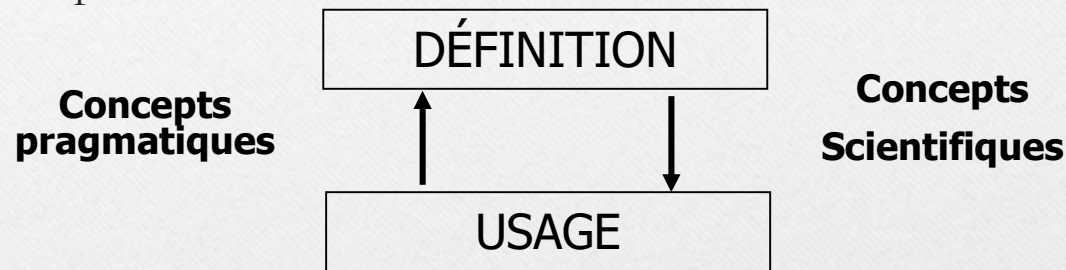 DÉFINITION
Concepts
pragmatiques
Concepts
Scientifiques
USAGE